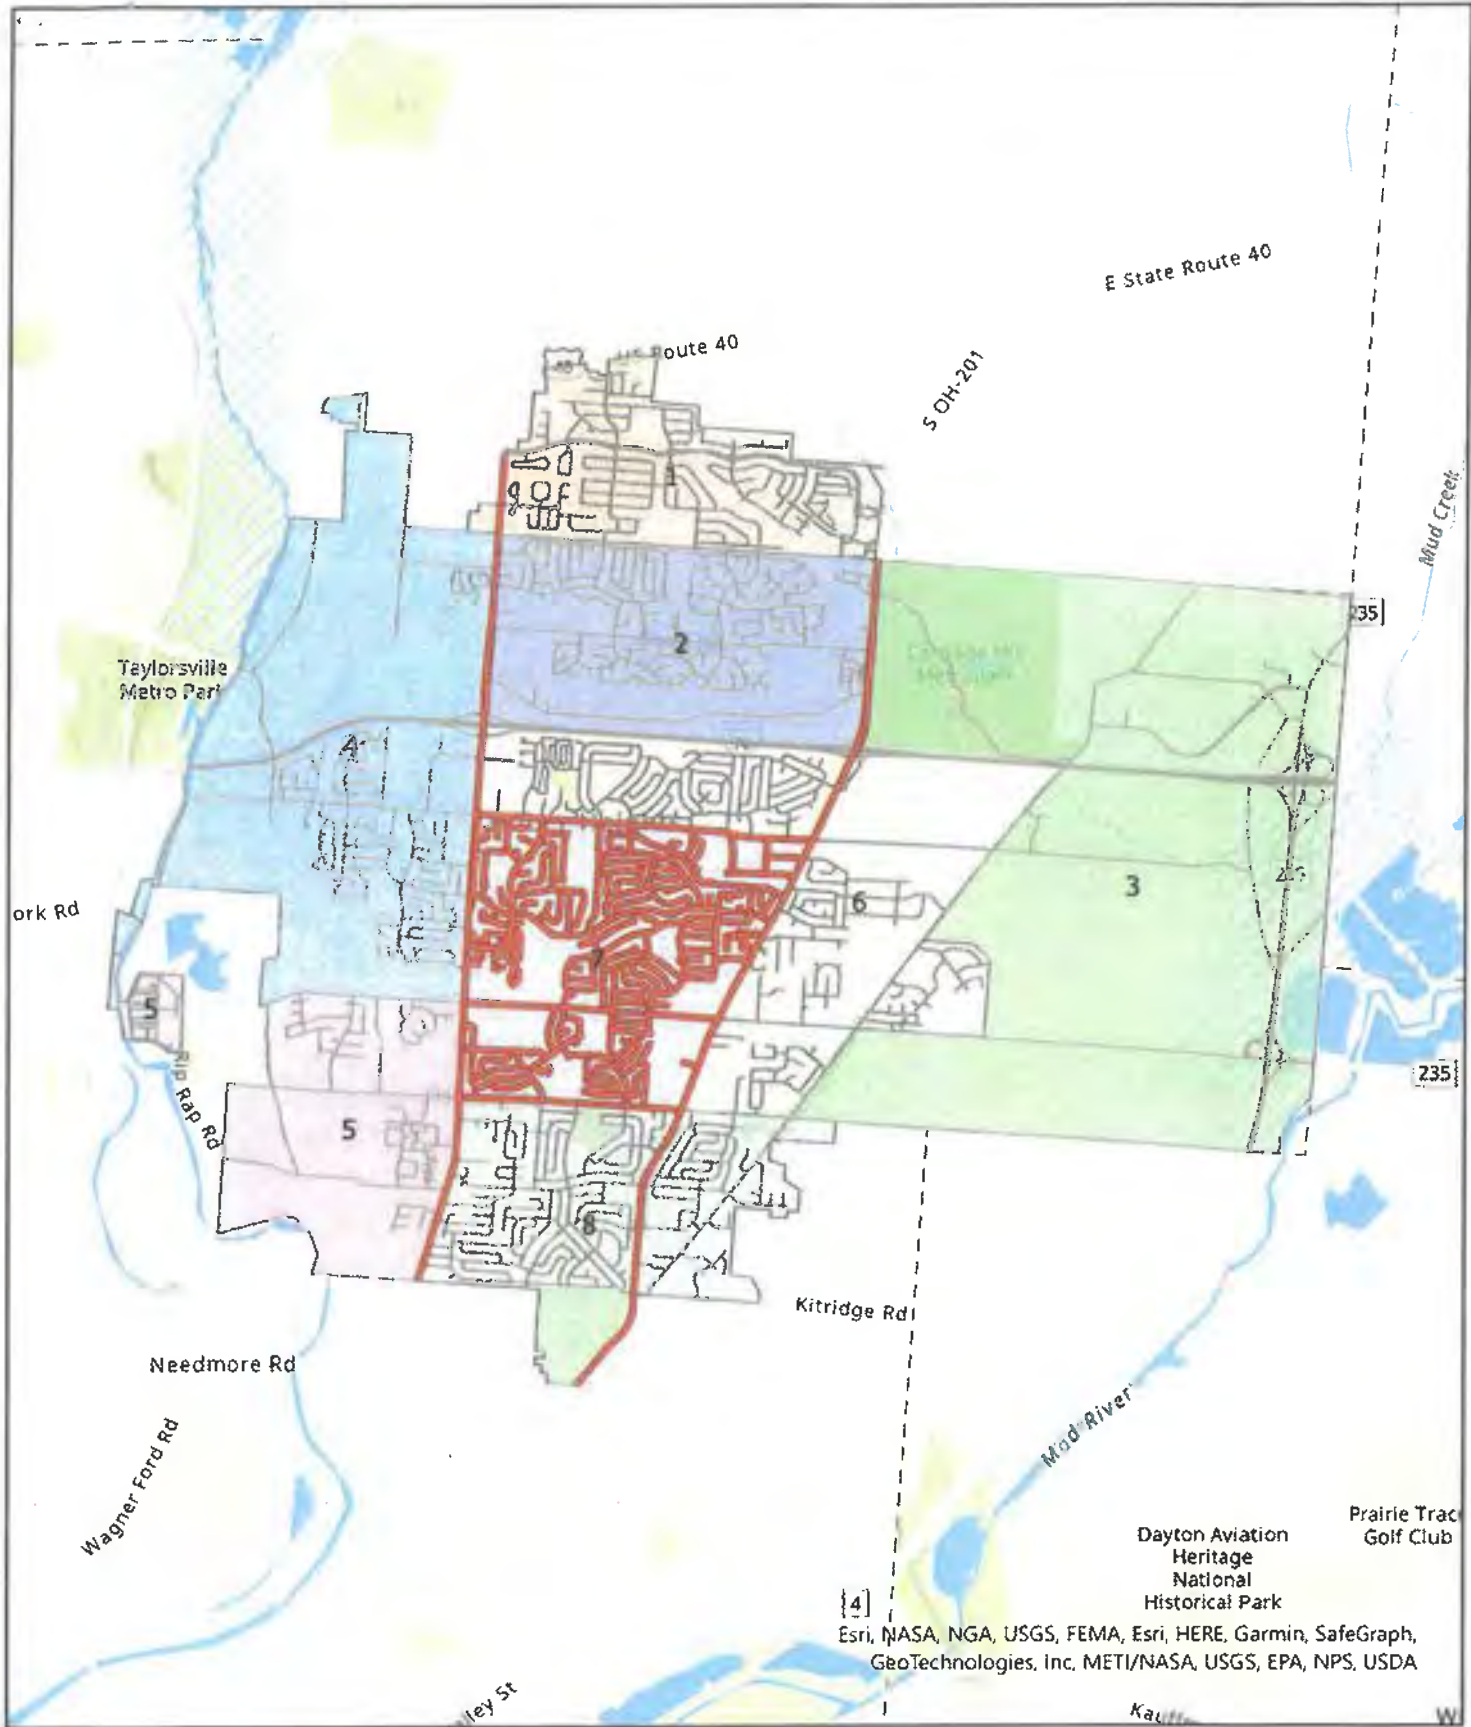 E State Route 40
oute 40
S OH-201
1
Mud Creek
235
2
Taylorsville
Metro Par
3
6
ork Rd
7
5
Rip Rap Rd
235
5
8
Kitridge Rd
Needmore Rd
Mad River
Wagner Ford Rd
Prairie Trac
Golf Club
Dayton Aviation
Heritage
National
Historical Park
4
Esri, NASA, NGA, USGS, FEMA, Esri, HERE, Garmin, SafeGraph,
GeoTechnologies, Inc, METI/NASA, USGS, EPA, NPS, USDA
ley St
Kauff
W